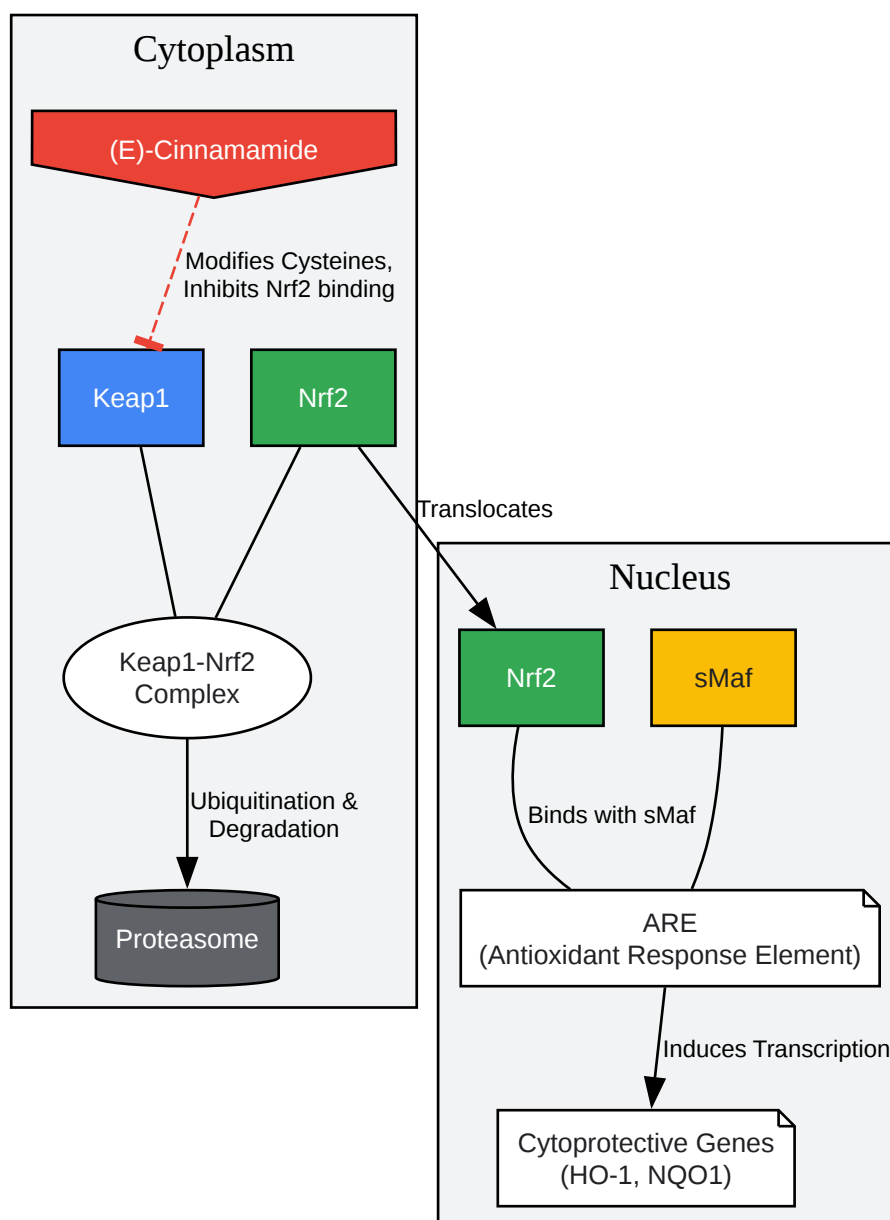 Cytoplasm
(E)-Cinnamamide
Modifies Cysteines,
Inhibits Nrf2 binding
Keap1
Nrf2
Translocates
Nucleus
Keap1-Nrf2
Complex
Nrf2
sMaf
Ubiquitination &
Degradation
Binds with sMaf
Proteasome
ARE
(Antioxidant Response Element)
Induces Transcription
Cytoprotective Genes
(HO-1, NQO1)